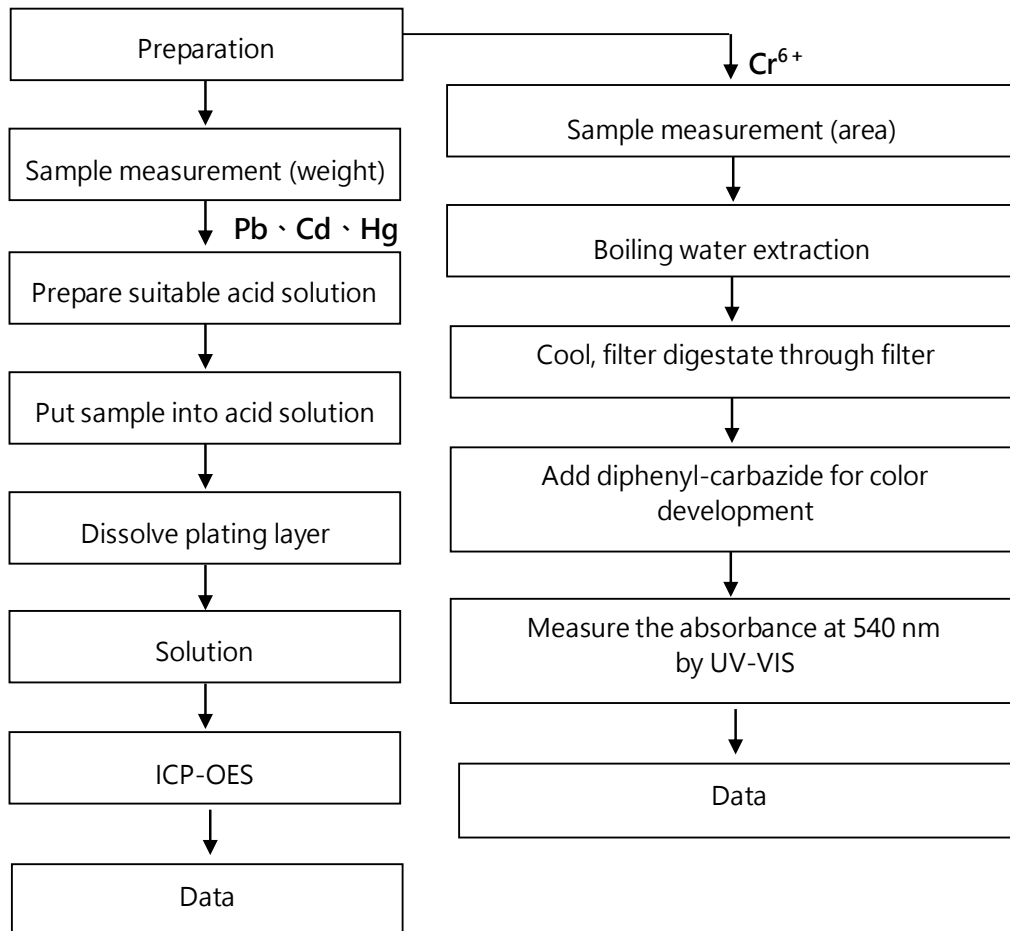 Preparation
Sample measurement (weight)
Pb、Cd、Hg
Prepare suitable acid solution
Put sample into acid solution
Dissolve plating layer
Solution
ICP-OES
Data
Cr⁶⁺
Sample measurement (area)
Boiling water extraction
Cool, filter digestate through filter
Add diphenyl-carbazide for color
development
Measure the absorbance at 540 nm
by UV-VIS
Data